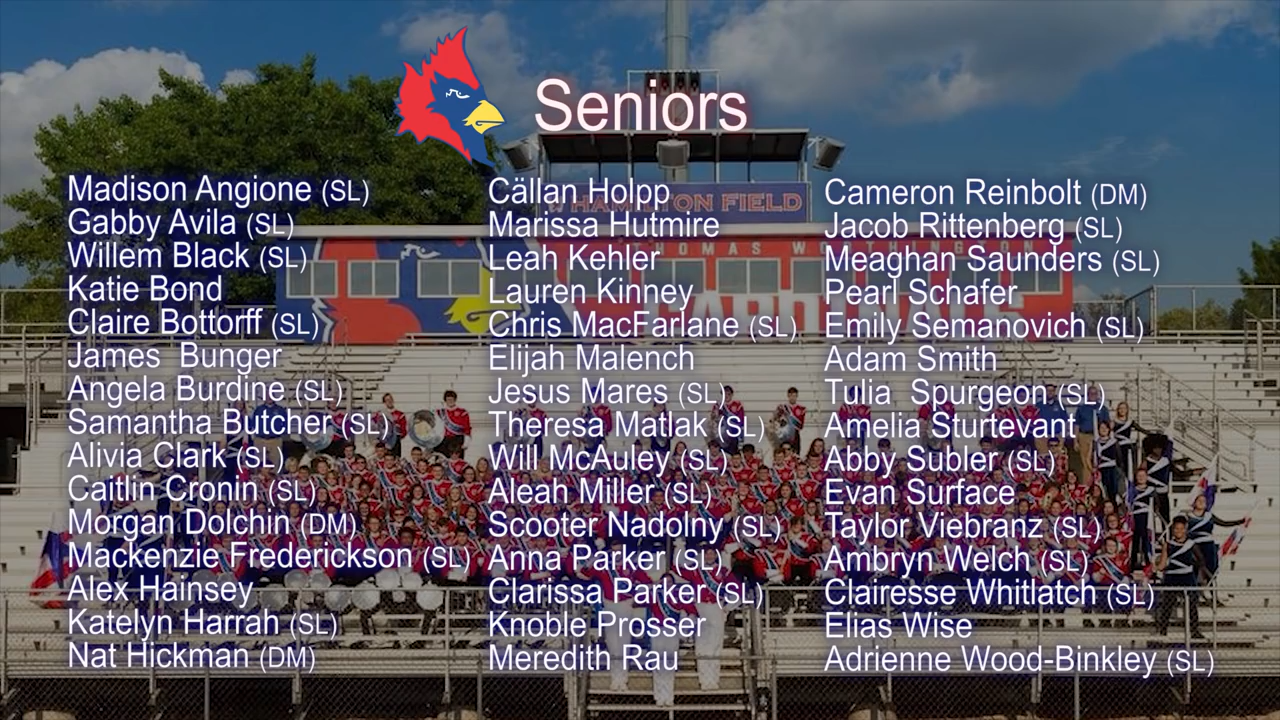 Seniors
Madison Angione (SL)
Gabby Avila (SL)
Willem Black (SL)
Katie Bond
Claire Bottorff (SL)
James  Bunger
Angela Burdine (SL)
Samantha Butcher (SL)
Alivia Clark (SL)
Caitlin Cronin (SL)
Morgan Dolchin (DM)
Mackenzie Frederickson (SL)
Alex Hainsey
Katelyn Harrah (SL)
Nat Hickman (DM)
Cällan Holpp
Marissa Hutmire
Leah Kehler
Lauren Kinney
Chris MacFarlane (SL)
Elijah Malench
Jesus Mares (SL)
Theresa Matlak (SL)
Will McAuley (SL)
Aleah Miller (SL)
Scooter Nadolny (SL)
Anna Parker (SL)
Clarissa Parker (SL)
Knoble Prosser
Meredith Rau
Cameron Reinbolt (DM)
Jacob Rittenberg (SL)
Meaghan Saunders (SL)
Pearl Schafer
Emily Semanovich (SL)
Adam Smith
Tulia  Spurgeon (SL)
Amelia Sturtevant
Abby Subler (SL)
Evan Surface
Taylor Viebranz (SL)
Ambryn Welch (SL)
Clairesse Whitlatch (SL)
Elias Wise
Adrienne Wood-Binkley (SL)
HAMILTON FIELD
THOMAS WORTHINGTON